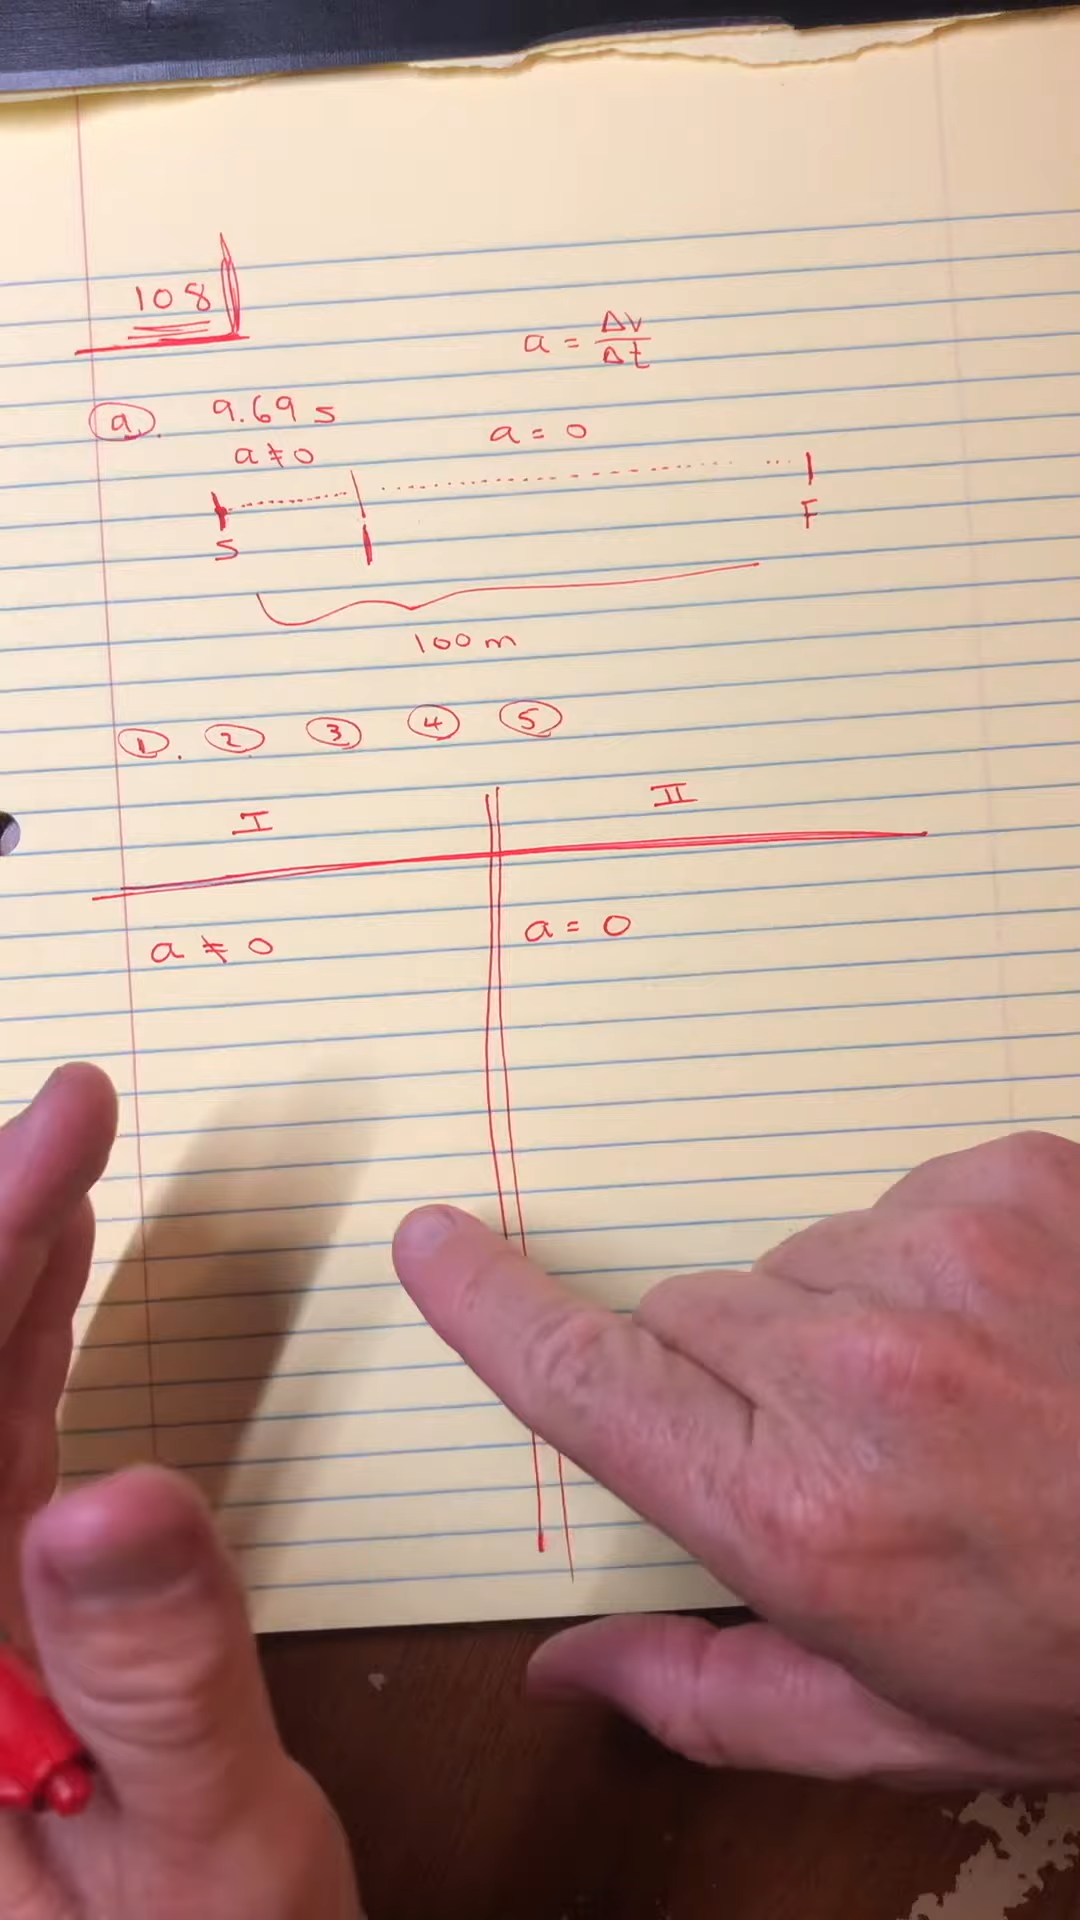 108
a = Δv/Δt
a. 9.69 s
a ≠ 0 a = 0
S F
100 m
1. 2 3 4 5
I II
a ≠ 0 a = 0